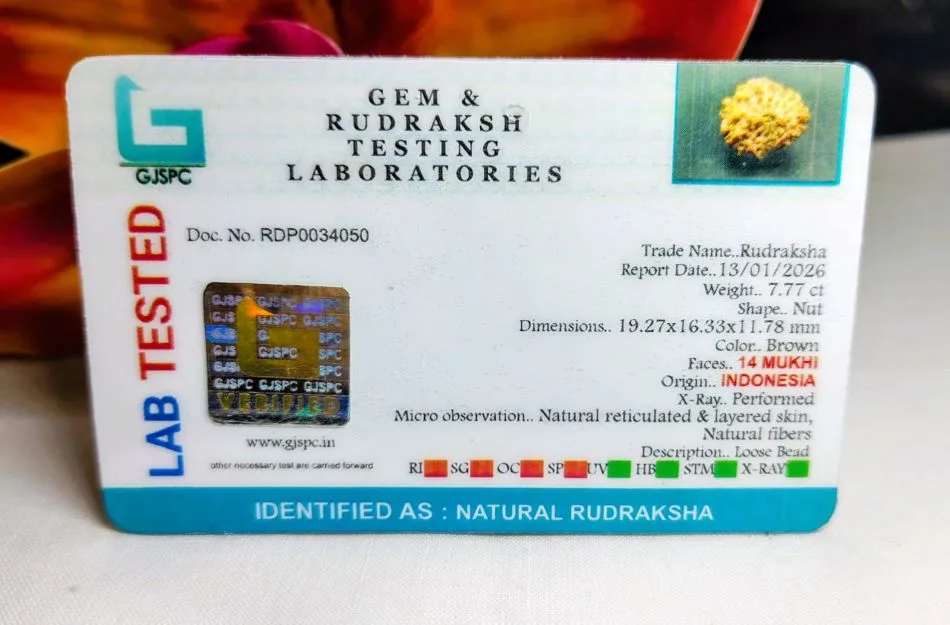 GEM &
RUDRAKSH
TESTING
LABORATORIES
GJSPC
LAB TESTED
Doc. No. RDP0034050
Trade Name..Rudraksha
Report Date..13/01/2026
Weight.. 7.77 ct
Shape.. Nut
Dimensions.. 19.27x16.33x11.78 mm
Color.. Brown
Faces.. 14 MUKHI
Origin.. INDONESIA
X-Ray.. Performed
Micro observation.. Natural reticulated & layered skin,
Natural fibers
Description.. Loose Bead
GJSPC GJSPC GJSPC
VERIFIED
www.gjspc.in
other necessary test are carried forward
RI SG OC SP UV HB STM X-RAY
IDENTIFIED AS : NATURAL RUDRAKSHA